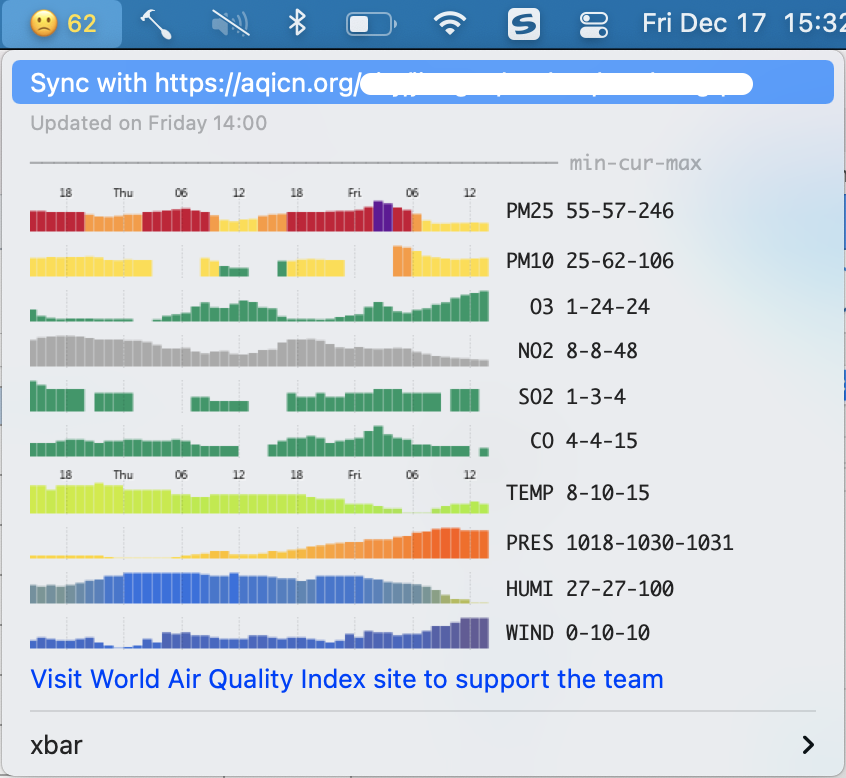 62 Fri Dec 17 15:32
Sync with https://aqicn.org/
Updated on Friday 14:00
min-cur-max
18 Thu 06 12 18 Fri 06 12
PM25 55-57-246
PM10 25-62-106
O3 1-24-24
NO2 8-8-48
SO2 1-3-4
CO 4-4-15
18 Thu 06 12 18 Fri 06 12
TEMP 8-10-15
PRES 1018-1030-1031
HUMI 27-27-100
WIND 0-10-10
Visit World Air Quality Index site to support the team
xbar